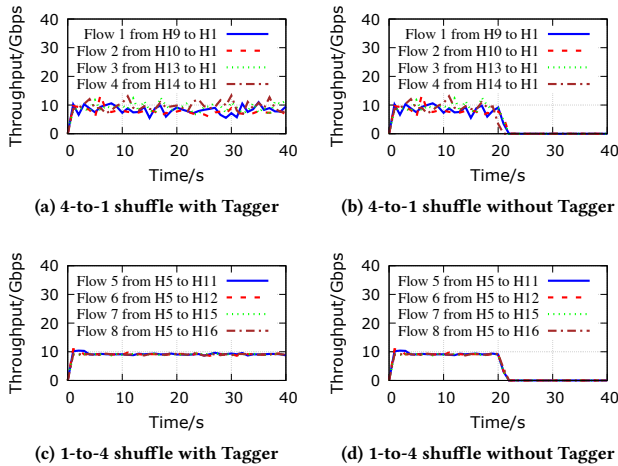 Throughput/Gbps
40
30
20
10
0
Flow 1 from H9 to H1
Flow 2 from H10 to H1
Flow 3 from H13 to H1
Flow 4 from H14 to H1
0 10 20 30 40
Time/s
(a) 4-to-1 shuffle with Tagger
Throughput/Gbps
40
30
20
10
0
Flow 1 from H9 to H1
Flow 2 from H10 to H1
Flow 3 from H13 to H1
Flow 4 from H14 to H1
0 10 20 30 40
Time/s
(b) 4-to-1 shuffle without Tagger
Throughput/Gbps
40
30
20
10
0
Flow 5 from H5 to H11
Flow 6 from H5 to H12
Flow 7 from H5 to H15
Flow 8 from H5 to H16
0 10 20 30 40
Time/s
(c) 1-to-4 shuffle with Tagger
Throughput/Gbps
40
30
20
10
0
Flow 5 from H5 to H11
Flow 6 from H5 to H12
Flow 7 from H5 to H15
Flow 8 from H5 to H16
0 10 20 30 40
Time/s
(d) 1-to-4 shuffle without Tagger